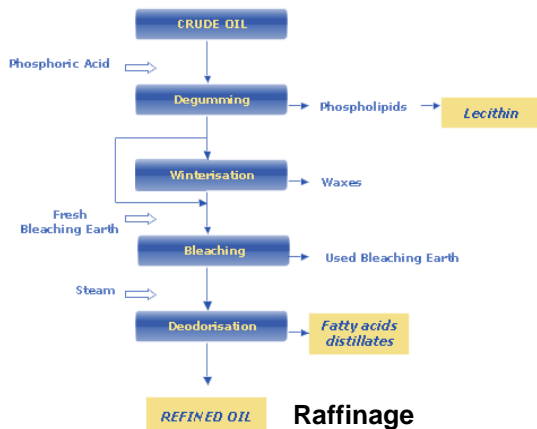 CRUDE OIL
Phosphoric Acid
Degumming
Phospolipids
Lecithin
Winterisation
Waxes
Fresh
Bleaching Earth
Bleaching
Used Bleaching Earth
Steam
Deodorisation
Fatty acids
distillates
REFINED OIL
Raffinage